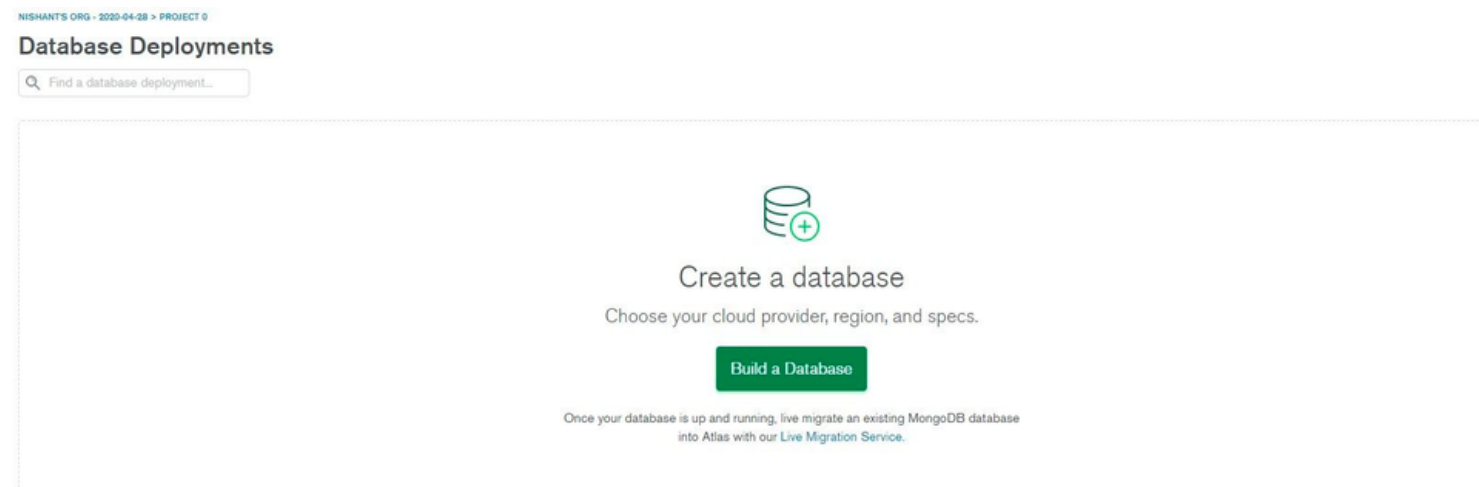 NISHANT'S ORG - 2020-04-28 > PROJECT 0
Database Deployments
Find a database deployment...
Create a database
Choose your cloud provider, region, and specs.
Build a Database
Once your database is up and running, live migrate an existing MongoDB database
into Atlas with our Live Migration Service.